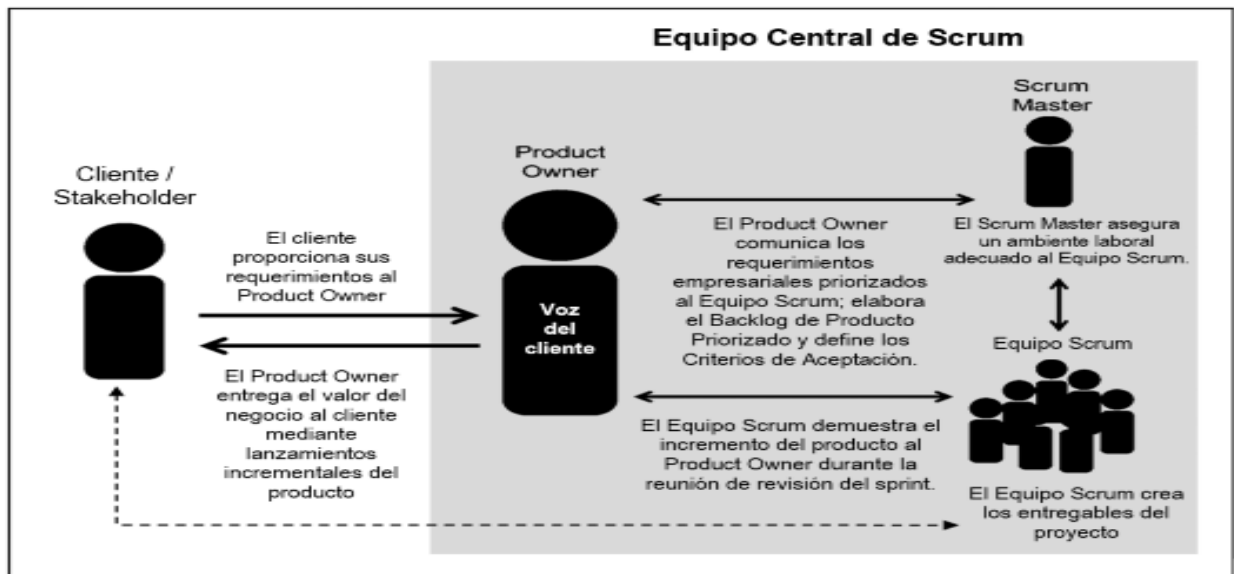 Equipo Central de Scrum
Cliente /
Stakeholder
El cliente
proporciona sus
requerimientos al
Product Owner
El Product Owner
entrega el valor del
negocio al cliente
mediante
lanzamientos
incrementales del
producto
Product
Owner
Voz
del
cliente
El Product Owner
comunica los
requerimientos
empresariales priorizados
al Equipo Scrum; elabora
el Backlog de Producto
Priorizado y define los
Criterios de Aceptación.
El Equipo Scrum demuestra el
incremento del producto al
Product Owner durante la
reunión de revisión del sprint.
Scrum
Master
El Scrum Master asegura
un ambiente laboral
adecuado al Equipo Scrum.
Equipo Scrum
El Equipo Scrum crea
los entregables del
proyecto